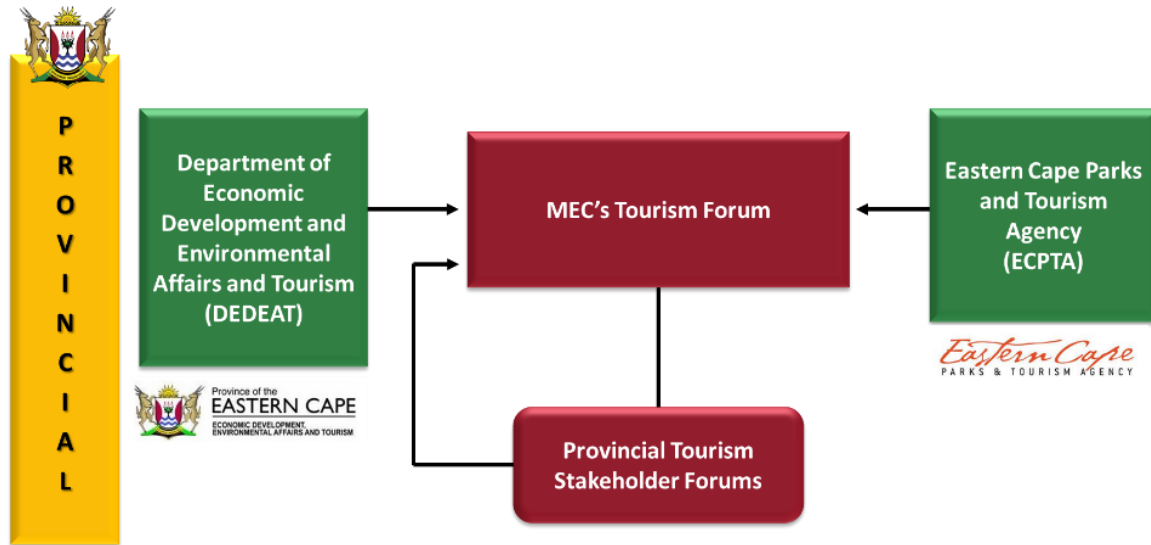 PROVINCIAL
Department of
Economic
Development and
Environmental
Affairs and Tourism
(DEDEAT)
Province of the
EASTERN CAPE
ECONOMIC DEVELOPMENT,
ENVIRONMENTAL AFFAIRS AND TOURISM
MEC's Tourism Forum
Provincial Tourism
Stakeholder Forums
Eastern Cape Parks
and Tourism
Agency
(ECPTA)
Eastern Cape
PARKS & TOURISM AGENCY